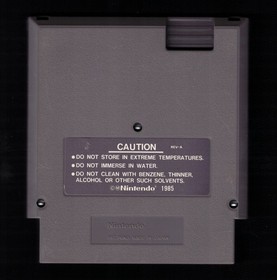 CAUTION REV-A
●DO NOT STORE IN EXTREME TEMPERATURES.
●DO NOT IMMERSE IN WATER.
●DO NOT CLEAN WITH BENZENE, THINNER,
ALCOHOL OR OTHER SUCH SOLVENTS.
©®Nintendo® 1985
Nintendo